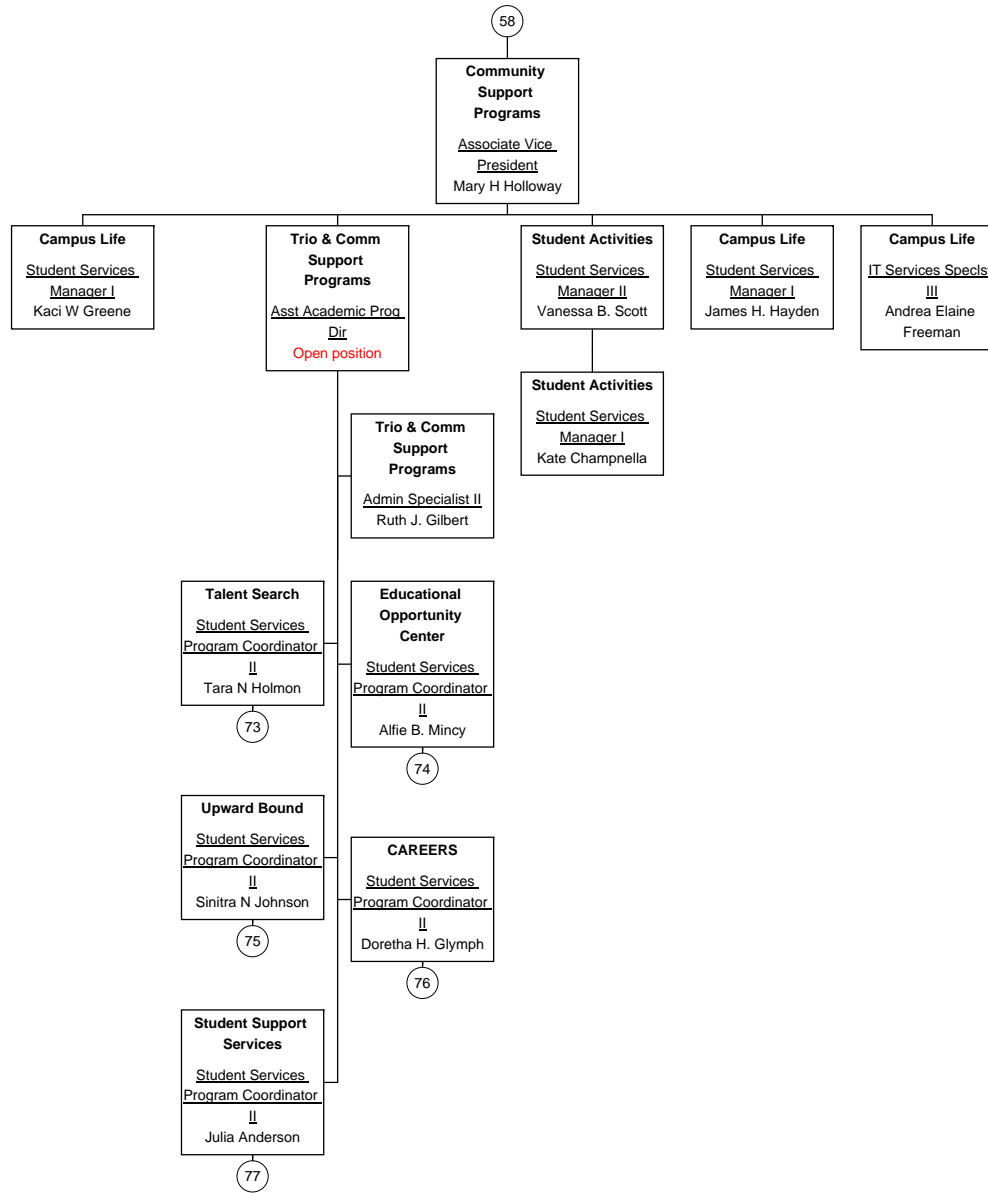 58
Community
Support
Programs
Associate Vice
President
Mary H Holloway
Campus Life
Student Services
Manager I
Kaci W Greene
Trio & Comm
Support
Programs
Asst Academic Prog
Dir
Open position
Student Activities
Student Services
Manager II
Vanessa B. Scott
Campus Life
Student Services
Manager I
James H. Hayden
Campus Life
IT Services Speclst
III
Andrea Elaine
Freeman
Student Activities
Student Services
Manager I
Kate Champnella
Trio & Comm
Support
Programs
Admin Specialist II
Ruth J. Gilbert
Talent Search
Student Services
Program Coordinator
II
Tara N Holmon
73
Educational
Opportunity
Center
Student Services
Program Coordinator
II
Alfie B. Mincy
74
Upward Bound
Student Services
Program Coordinator
II
Sinitra N Johnson
75
CAREERS
Student Services
Program Coordinator
II
Doretha H. Glymph
76
Student Support
Services
Student Services
Program Coordinator
II
Julia Anderson
77